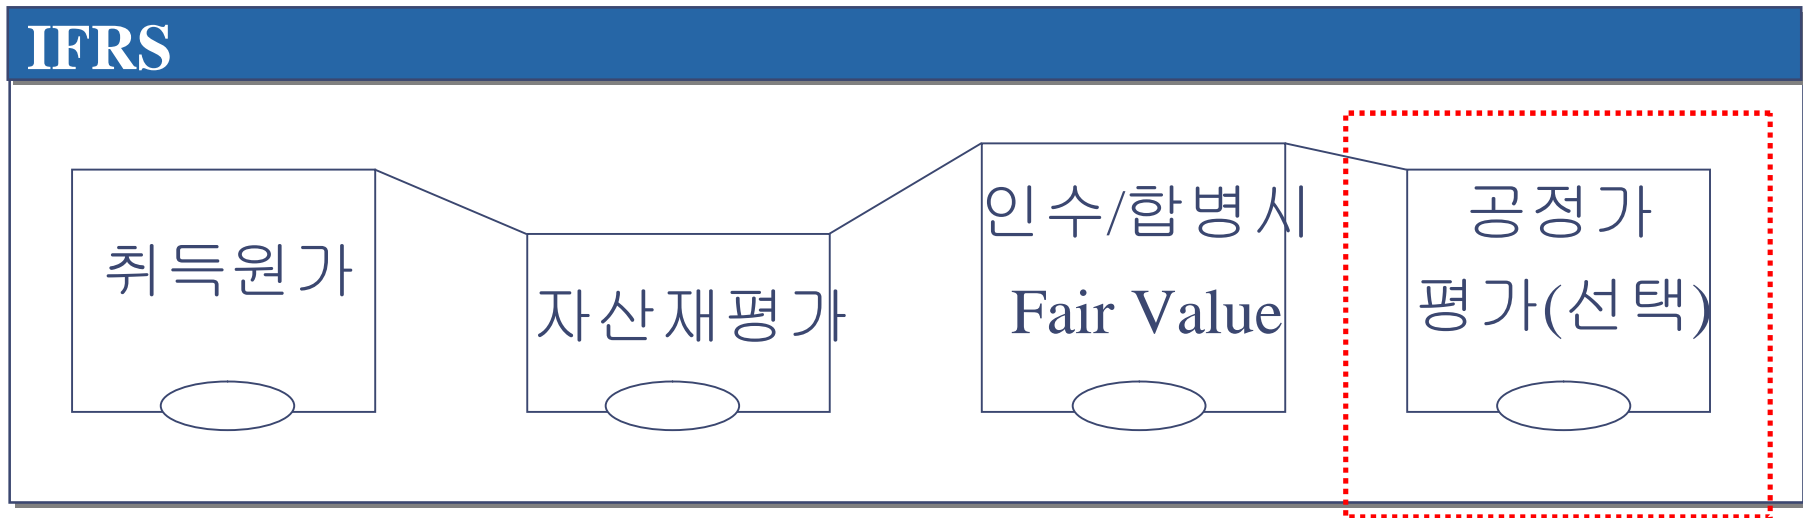 IFRS
취득원가
자산재평가
인수/합병시
Fair Value
공정가
평가(선택)